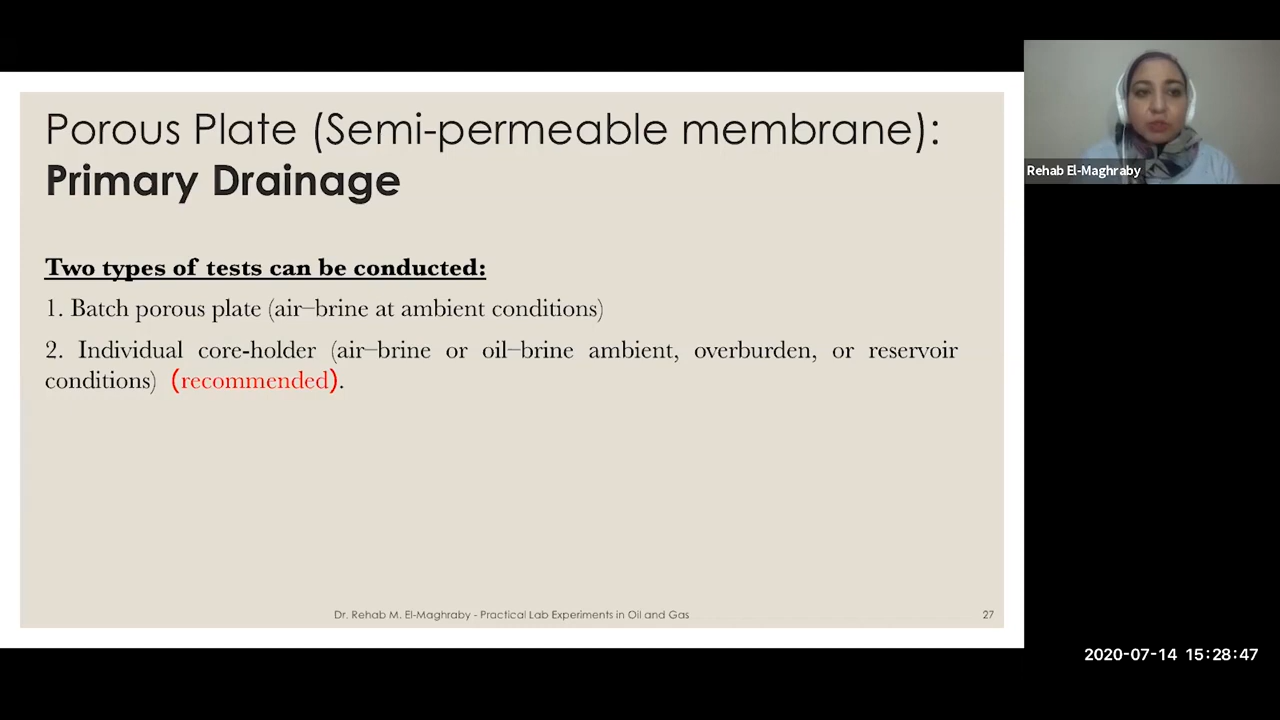 Porous Plate (Semi-permeable membrane):
Primary Drainage
Two types of tests can be conducted:
1. Batch porous plate (air–brine at ambient conditions)
2. Individual core-holder (air–brine or oil–brine ambient, overburden, or reservoir
conditions) (recommended).
Dr. Rehab M. El-Maghraby - Practical Lab Experiments in Oil and Gas
27
Rehab El-Maghraby
2020-07-14 15:28:47